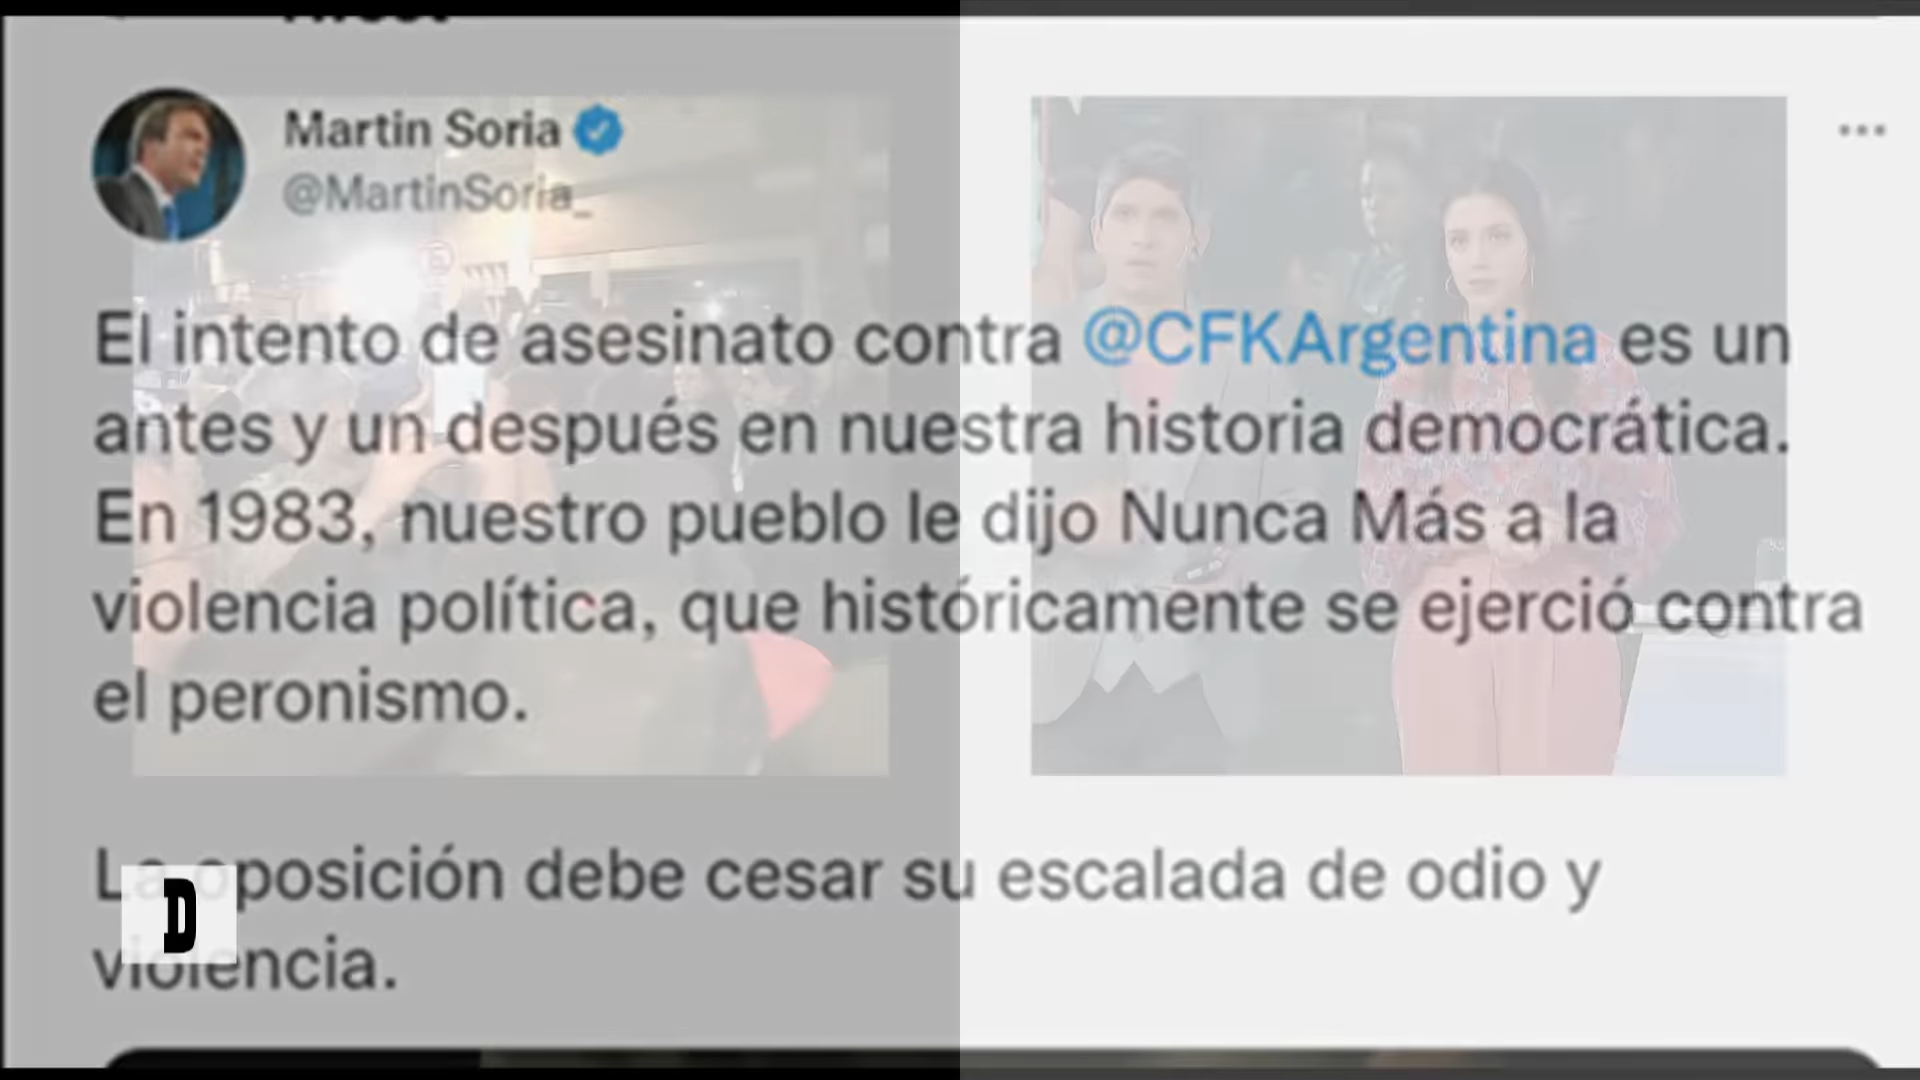 Martin Soria
@MartinSoria_
El intento de asesinato contra @CFKArgentina es un
antes y un después en nuestra historia democrática.
En 1983, nuestro pueblo le dijo Nunca Más a la
violencia política, que históricamente se ejerció contra
el peronismo.
La oposición debe cesar su escalada de odio y
violencia.
D